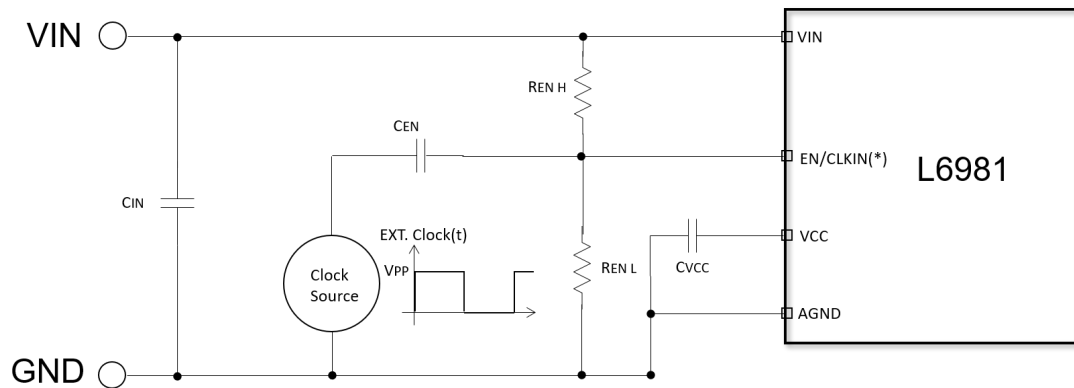 VIN
VIN
REN H
CEN
EN/CLKIN(*)
L6981
CIN
EXT. Clock(t)
VPP
Clock
Source
REN L
CVCC
VCC
AGND
GND